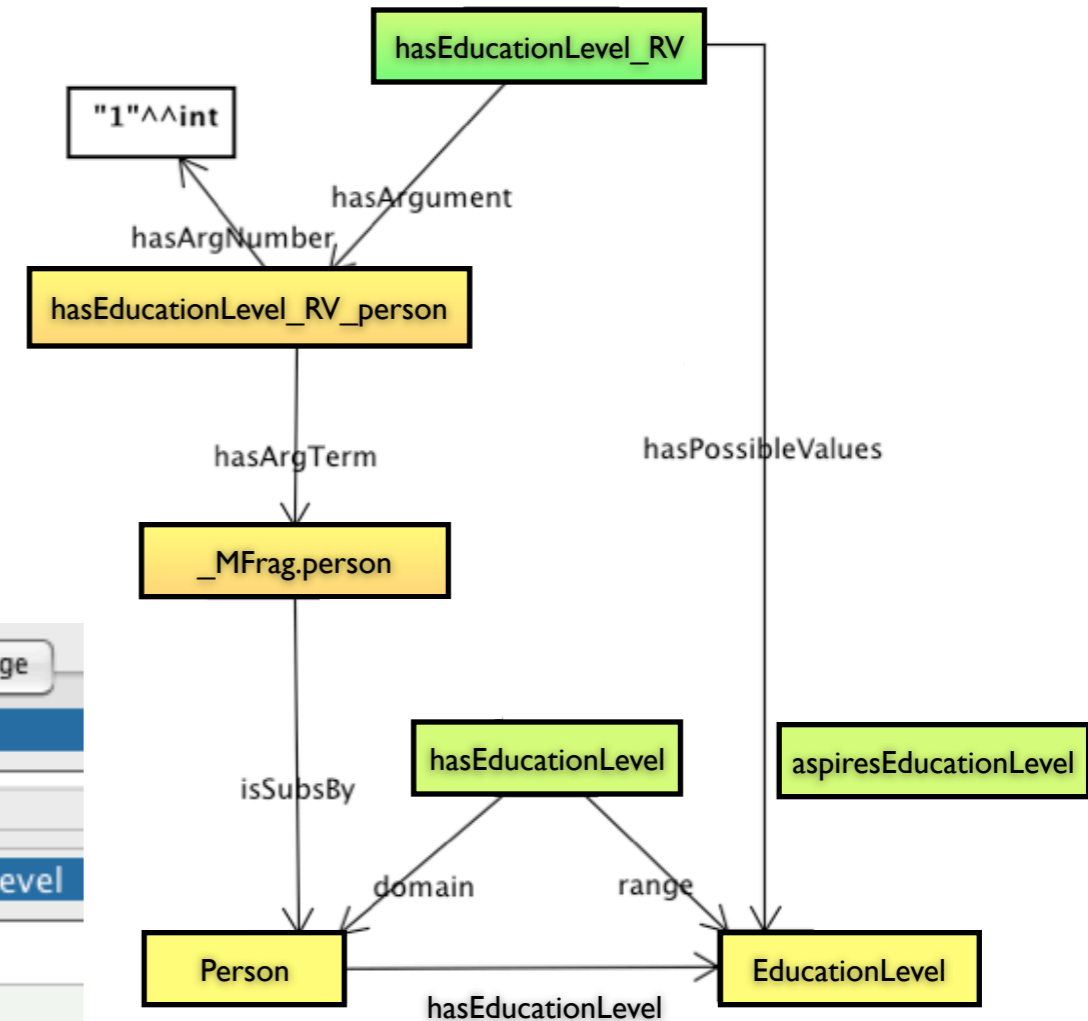 hasEducationLevel_RV
"1"^^int
hasArgument
hasArgNumber
hasEducationLevel_RV_person
hasArgTerm
hasPossibleValues
_MFrag.person
ge
hasEducationLevel
aspiresEducationLevel
isSubsBy
evel
domain
range
Person
EducationLevel
hasEducationLevel